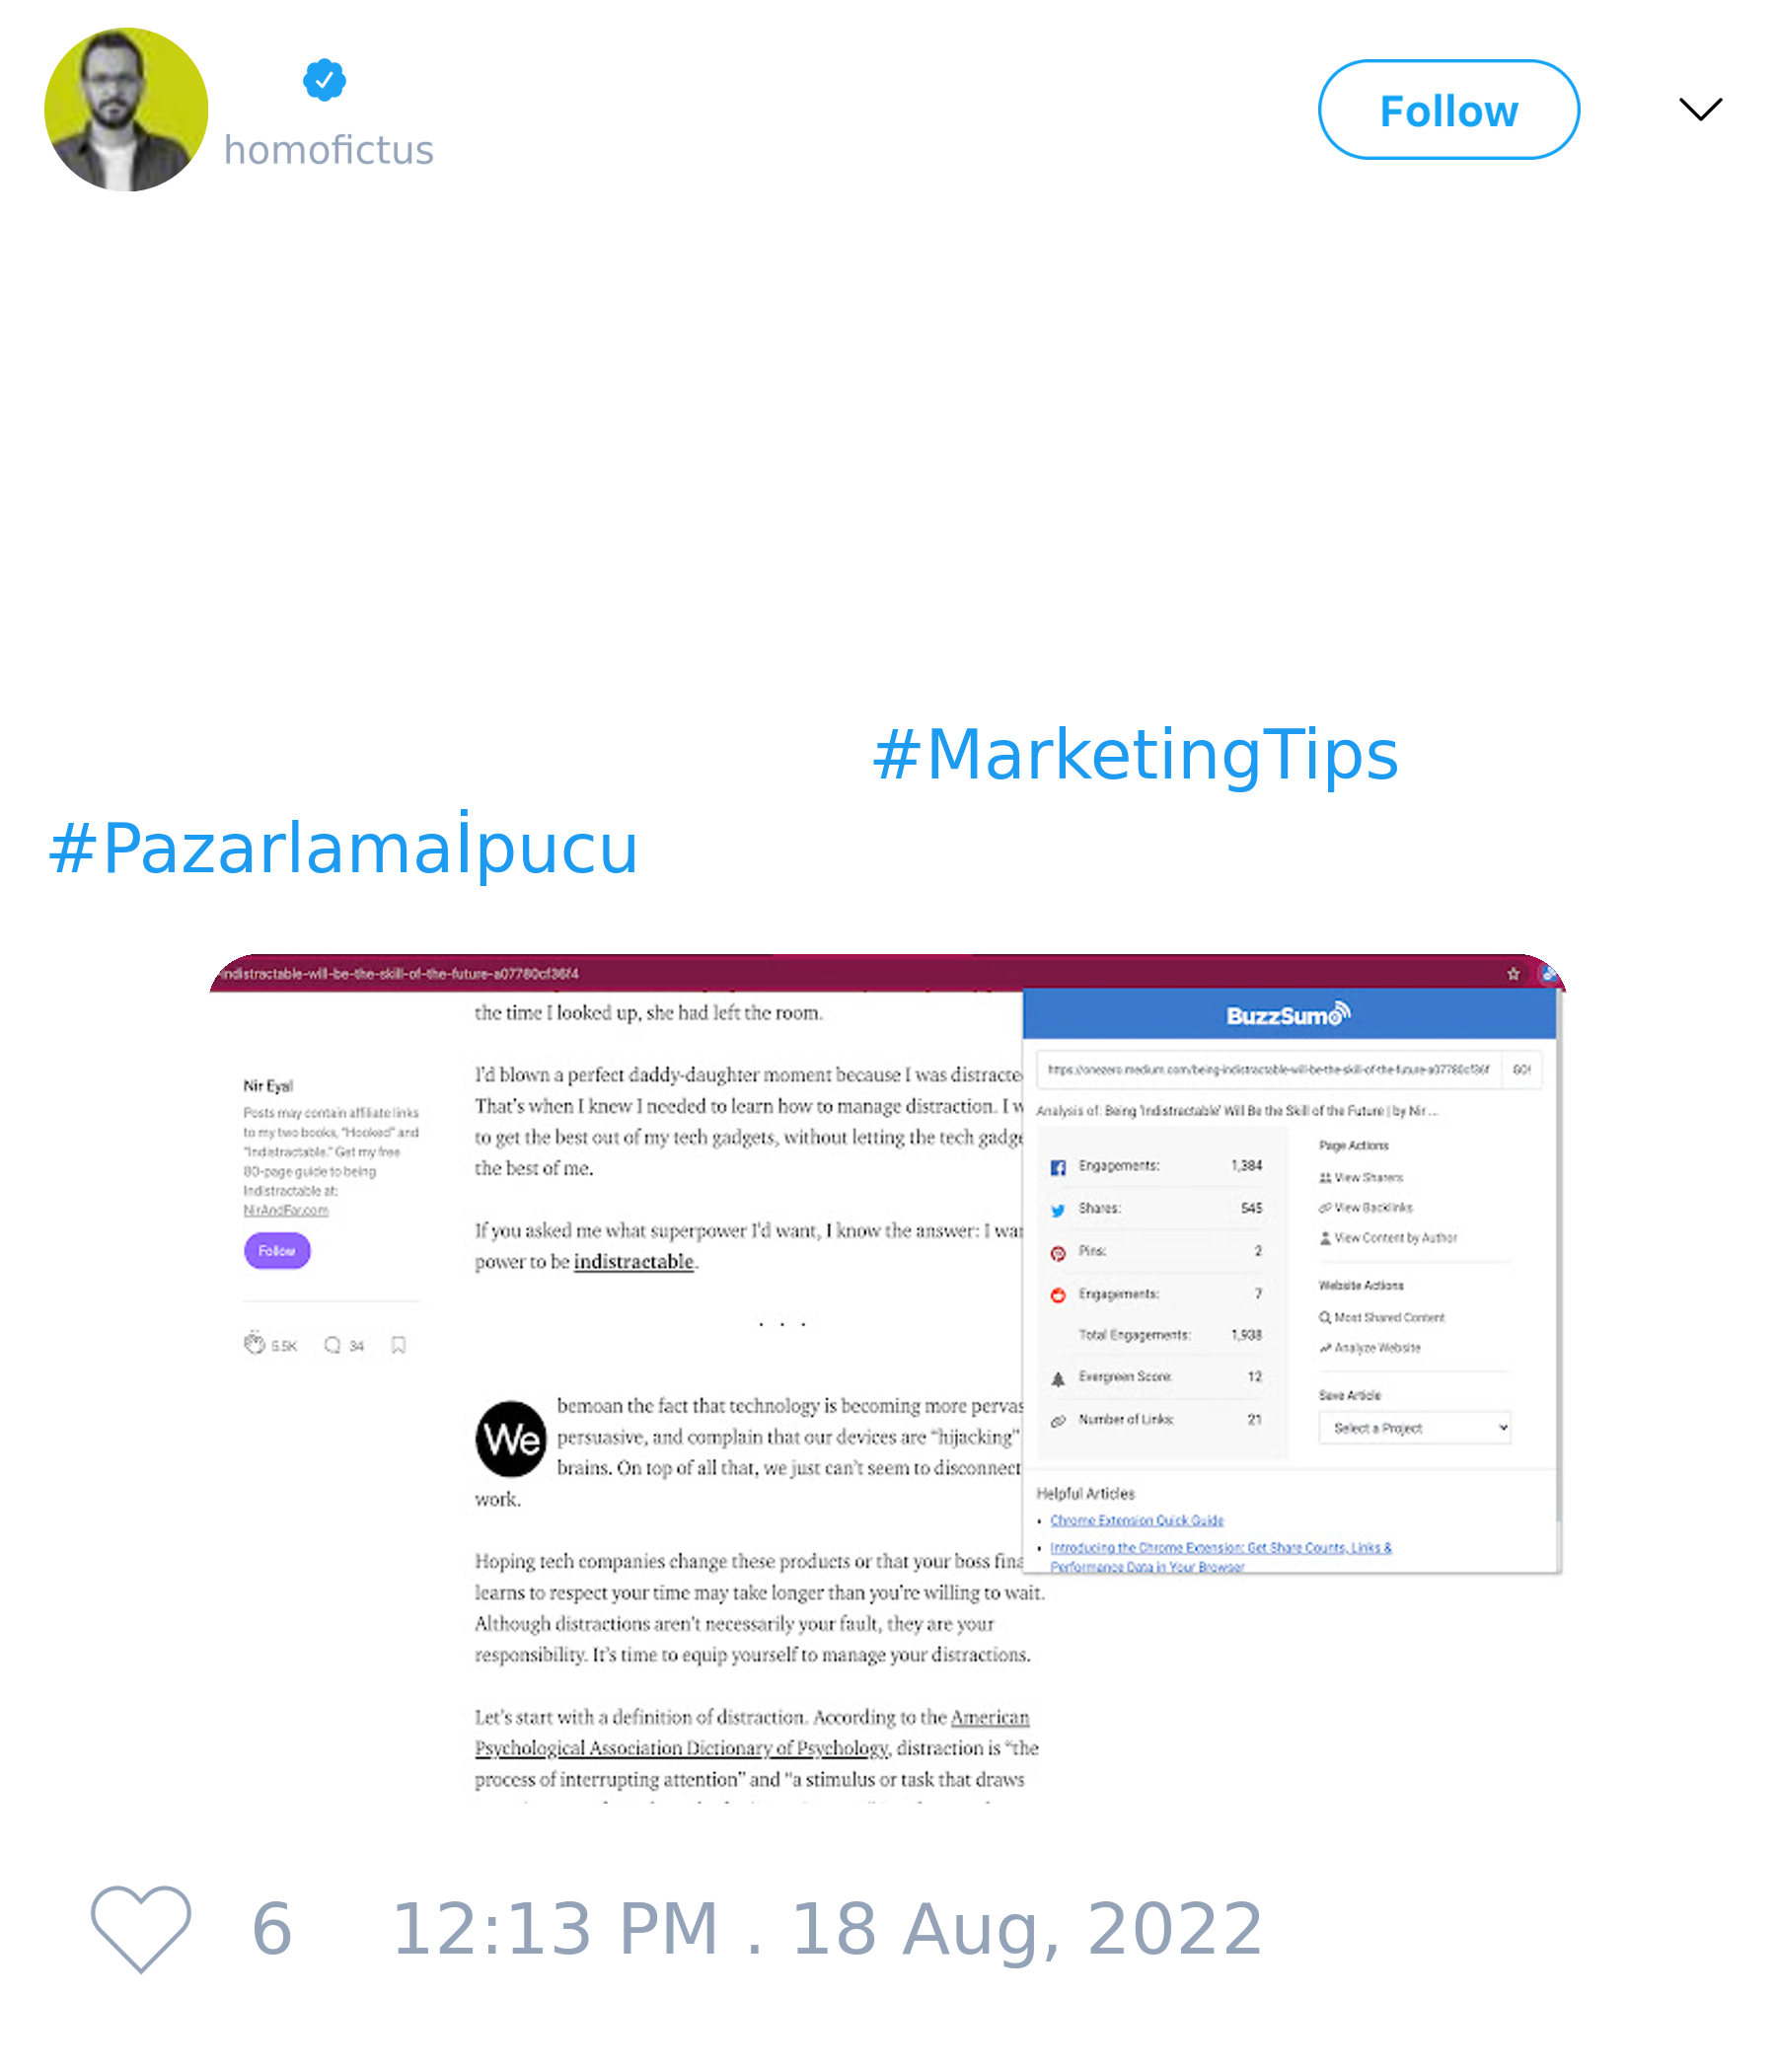 homofictus
Follow
#MarketingTips
#Pazarlamaİpucu
indistractable-will-be-the-skill-of-the-future-a07780cf36f4
the time I looked up, she had left the room.
I'd blown a perfect daddy-daughter moment because I was distracte
That's when I knew I needed to learn how to manage distraction. I w
to get the best out of my tech gadgets, without letting the tech gadge
the best of me.
If you asked me what superpower I'd want, I know the answer: I wan
power to be indistractable.
. . .
We bemoan the fact that technology is becoming more pervas
persuasive, and complain that our devices are “hijacking”
brains. On top of all that, we just can't seem to disconnect
work.
Hoping tech companies change these products or that your boss fina
learns to respect your time may take longer than you're willing to wait.
Although distractions aren't necessarily your fault, they are your
responsibility. It's time to equip yourself to manage your distractions.
Let's start with a definition of distraction. According to the American
Psychological Association Dictionary of Psychology, distraction is “the
process of interrupting attention” and “a stimulus or task that draws
Nir Eyal
Posts may contain affiliate links
to my two books, "Hooked" and
"Indistractable." Get my free
80-page guide to being
Indistractable at:
NirAndFar.com
Follow
5.5K 34
BuzzSumo
https://onezero.medium.com/being-indistractable-will-be-the-skill-of-the-future-a07780cf36f GO!
Analysis of: Being 'Indistractable' Will Be the Skill of the Future | by Nir ...
Engagements: 1,384
Shares: 545
Pins: 2
Engagements: 7
Total Engagements: 1,938
Evergreen Score: 12
Number of Links: 21
Page Actions
View Sharers
View Backlinks
View Content by Author
Website Actions
Most Shared Content
Analyze Website
Save Article
Select a Project
Helpful Articles
• Chrome Extension Quick Guide
• Introducing the Chrome Extension: Get Share Counts, Links &
Performance Data in Your Browser
6 12:13 PM . 18 Aug, 2022